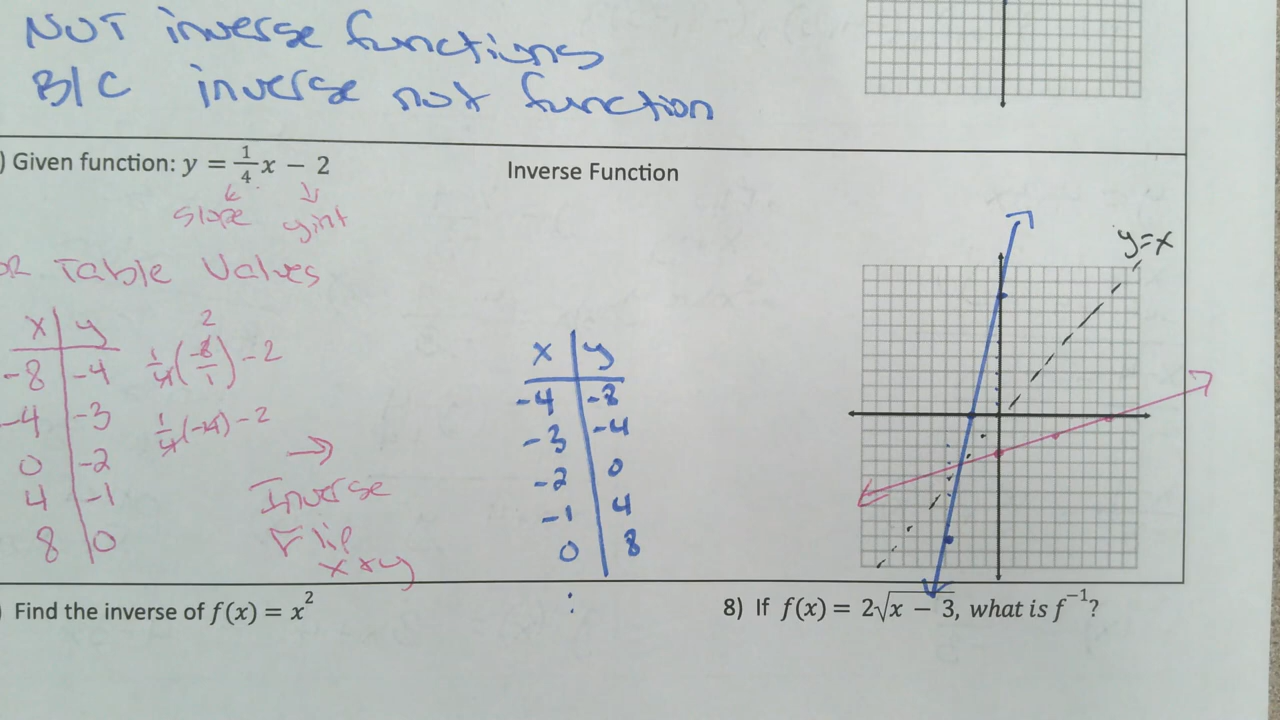 NOT inverse functions
B/C inverse not function
) Given function: y = 1/4 x − 2
Inverse Function
slope yint
y=x
OR Table Values
x y
-8 -4 1/4(-8/1) - 2
2
-4 -3 1/4(-4) - 2
0 -2
4 -1
8 0
→
Inverse
Flip
x & y
x y
-4 -8
-3 -4
-2 0
-1 4
0 8
:
) Find the inverse of f(x) = x²
8) If f(x) = 2√x − 3, what is f⁻¹?